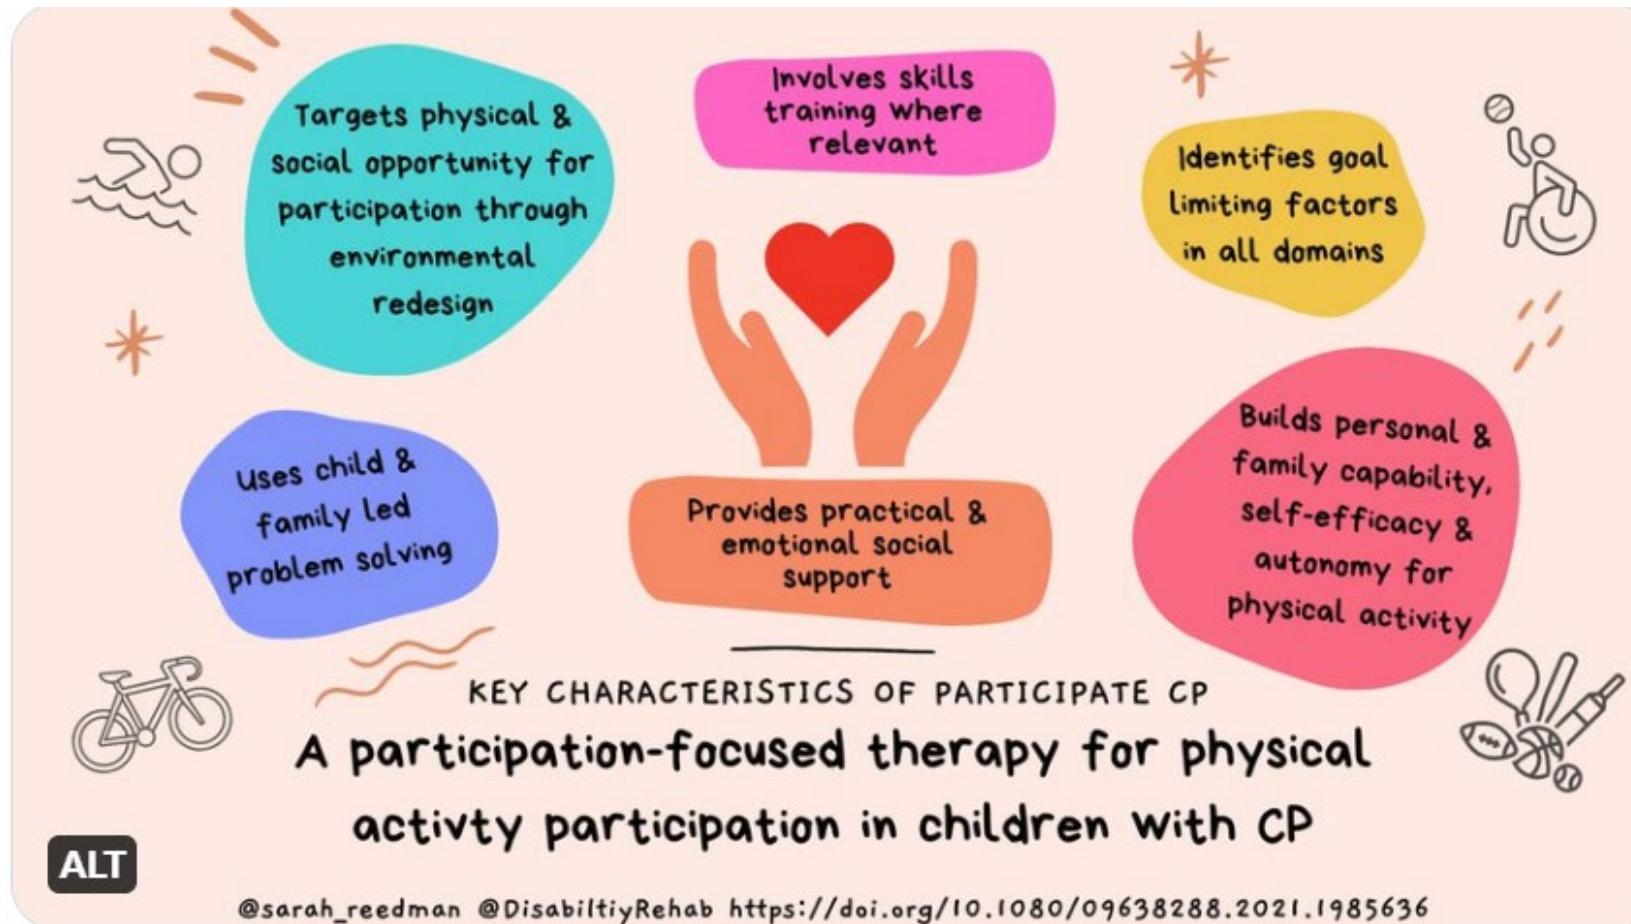 Targets physical &
social opportunity for
participation through
environmental
redesign
Involves skills
training where
relevant
Identifies goal
limiting factors
in all domains
Uses child &
family led
problem solving
Provides practical &
emotional social
support
Builds personal &
family capability,
self-efficacy &
autonomy for
physical activity
KEY CHARACTERISTICS OF PARTICIPATE CP
A participation-focused therapy for physical
activty participation in children with CP
ALT
@sarah_reedman @DisabiltiyRehab https://doi.org/10.1080/09638288.2021.1985636